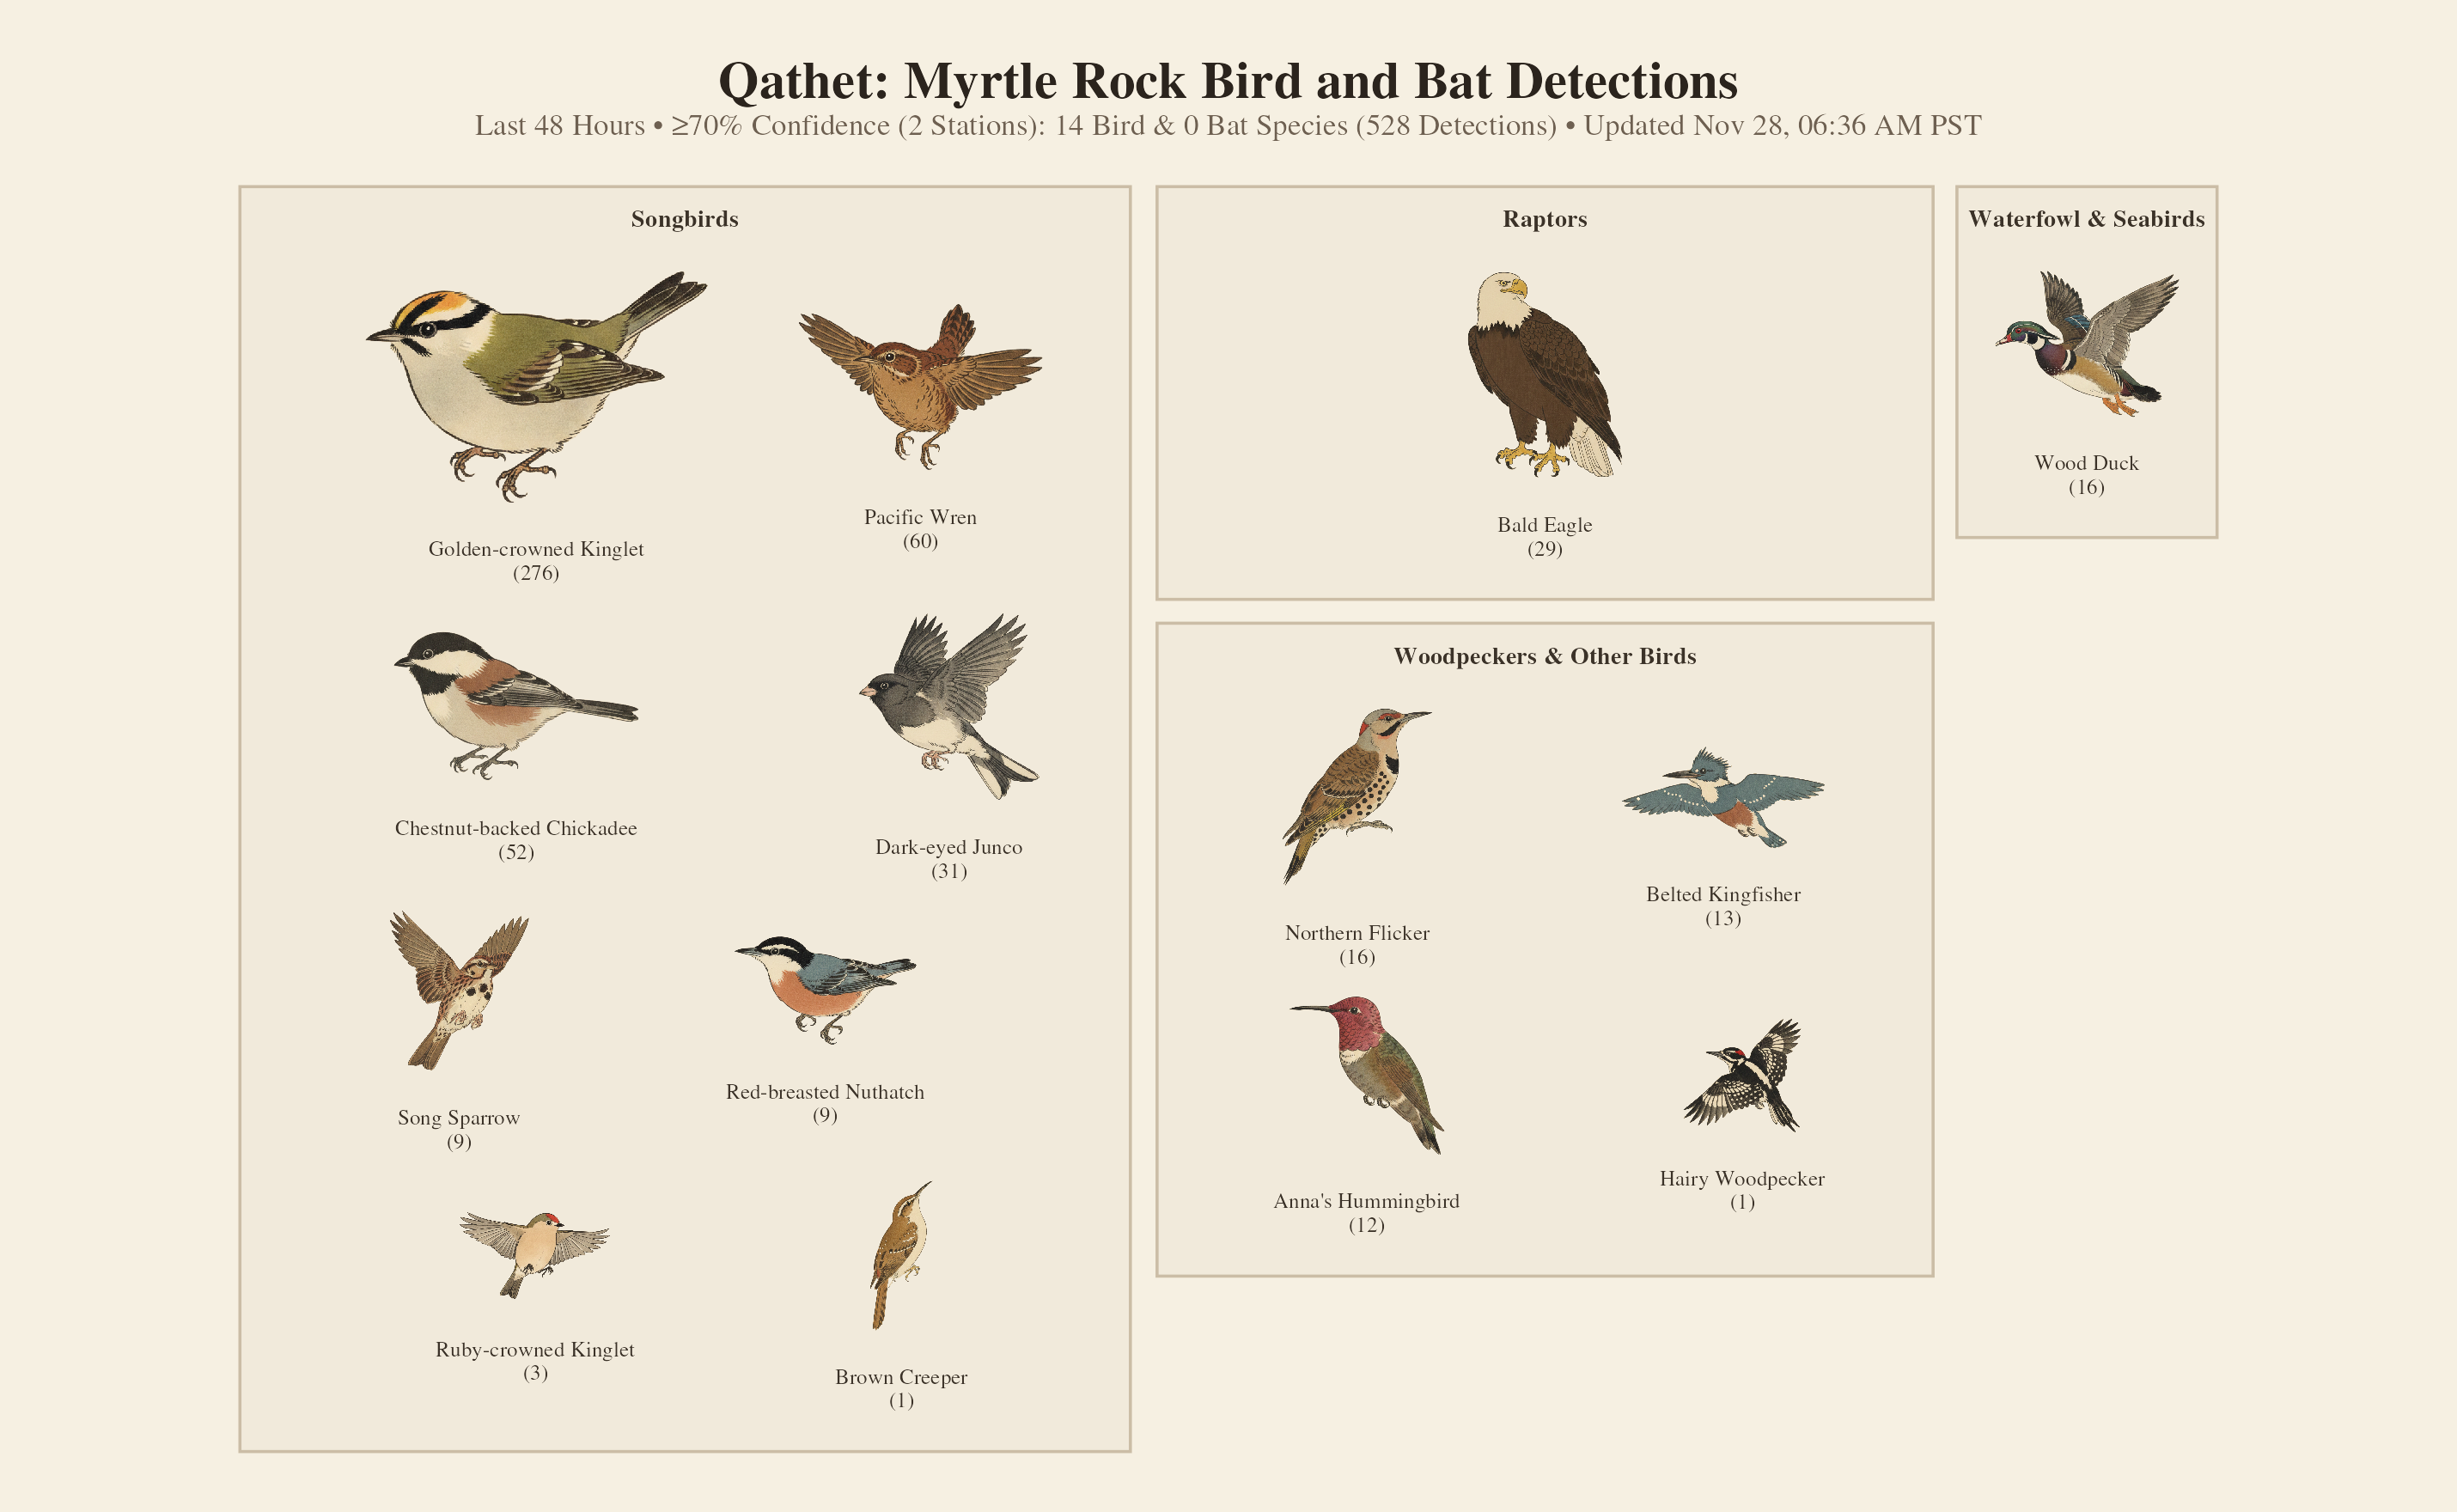 Qathet: Myrtle Rock Bird and Bat Detections
Last 48 Hours • ≥70% Confidence (2 Stations): 14 Bird & 0 Bat Species (528 Detections) • Updated Nov 28, 06:36 AM PST
Songbirds
Golden-crowned Kinglet
(276)
Pacific Wren
(60)
Chestnut-backed Chickadee
(52)
Dark-eyed Junco
(31)
Song Sparrow
(9)
Red-breasted Nuthatch
(9)
Ruby-crowned Kinglet
(3)
Brown Creeper
(1)
Raptors
Bald Eagle
(29)
Woodpeckers & Other Birds
Northern Flicker
(16)
Belted Kingfisher
(13)
Anna's Hummingbird
(12)
Hairy Woodpecker
(1)
Waterfowl & Seabirds
Wood Duck
(16)